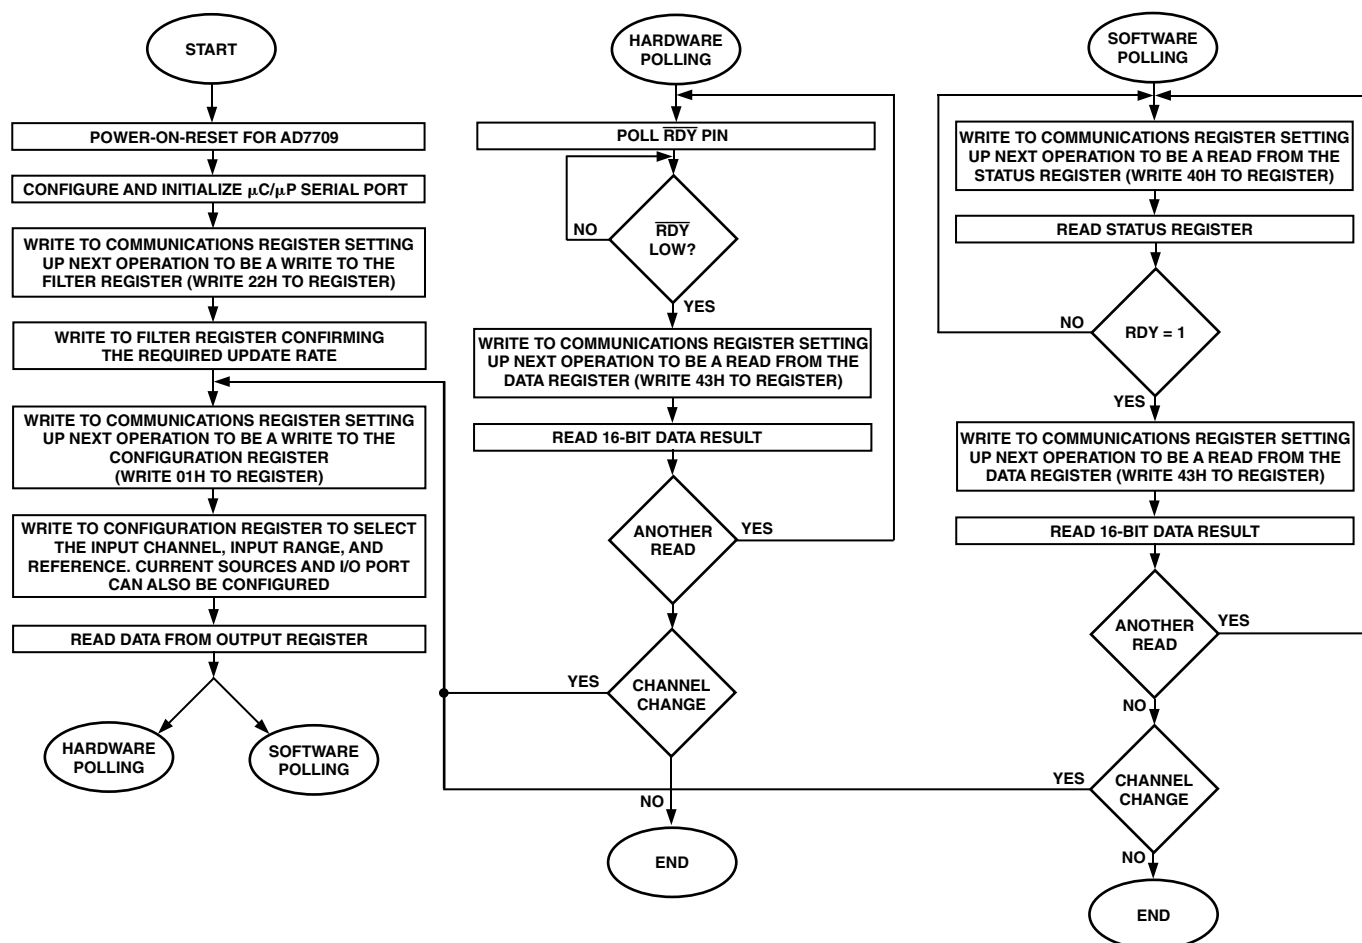 START
POWER-ON-RESET FOR AD7709
CONFIGURE AND INITIALIZE μC/μP SERIAL PORT
WRITE TO COMMUNICATIONS REGISTER SETTING
UP NEXT OPERATION TO BE A WRITE TO THE
FILTER REGISTER (WRITE 22H TO REGISTER)
WRITE TO FILTER REGISTER CONFIRMING
THE REQUIRED UPDATE RATE
WRITE TO COMMUNICATIONS REGISTER SETTING
UP NEXT OPERATION TO BE A WRITE TO THE
CONFIGURATION REGISTER
(WRITE 01H TO REGISTER)
WRITE TO CONFIGURATION REGISTER TO SELECT
THE INPUT CHANNEL, INPUT RANGE, AND
REFERENCE. CURRENT SOURCES AND I/O PORT
CAN ALSO BE CONFIGURED
READ DATA FROM OUTPUT REGISTER
HARDWARE
POLLING
SOFTWARE
POLLING
HARDWARE
POLLING
POLL R̅D̅Y̅ PIN
R̅D̅Y̅
LOW?
NO
YES
WRITE TO COMMUNICATIONS REGISTER SETTING
UP NEXT OPERATION TO BE A READ FROM THE
DATA REGISTER (WRITE 43H TO REGISTER)
READ 16-BIT DATA RESULT
ANOTHER
READ
YES
CHANNEL
CHANGE
YES
NO
END
SOFTWARE
POLLING
WRITE TO COMMUNICATIONS REGISTER SETTING
UP NEXT OPERATION TO BE A READ FROM THE
STATUS REGISTER (WRITE 40H TO REGISTER)
READ STATUS REGISTER
RDY = 1
NO
YES
WRITE TO COMMUNICATIONS REGISTER SETTING
UP NEXT OPERATION TO BE A READ FROM THE
DATA REGISTER (WRITE 43H TO REGISTER)
READ 16-BIT DATA RESULT
ANOTHER
READ
YES
NO
CHANNEL
CHANGE
YES
NO
END